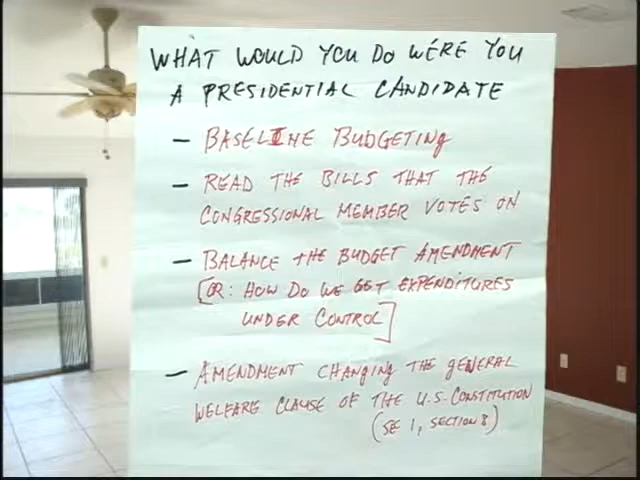 WHAT WOULD YOU DO WERE YOU
A PRESIDENTIAL CANDIDATE
- BASELINE BUDGETING
- READ THE BILLS THAT THE
CONGRESSIONAL MEMBER VOTES ON
- BALANCE THE BUDGET AMENDMENT
[OR: HOW DO WE GET EXPENDITURES
UNDER CONTROL]
- AMENDMENT CHANGING THE GENERAL
WELFARE CLAUSE OF THE U.S. CONSTITUTION
(SE 1, SECTION 8)